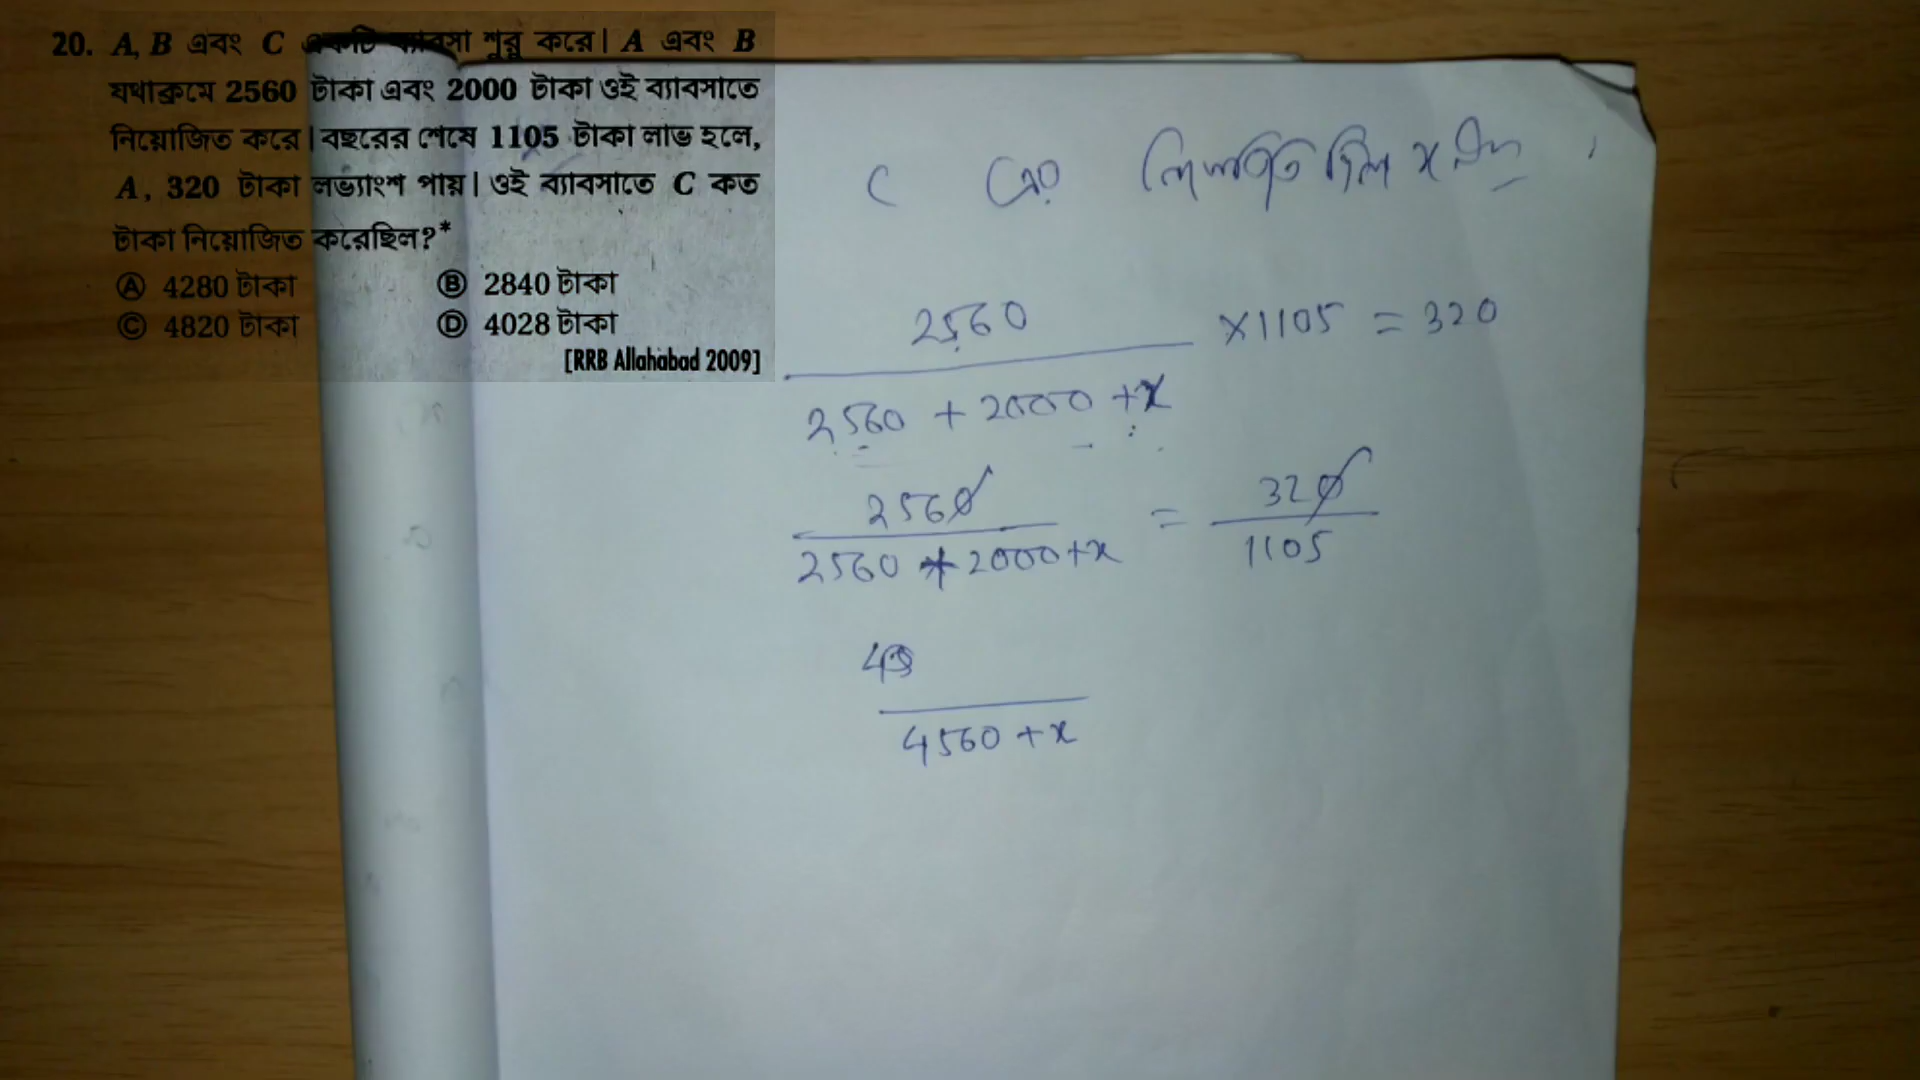 20. A, B এবং C একটি ব্যাবসা শুরু করে। A এবং B
যথাক্রমে 2560 টাকা এবং 2000 টাকা ওই ব্যাবসাতে
নিয়োজিত করে। বছরের শেষে 1105 টাকা লাভ হলে,
A, 320 টাকা লভ্যাংশ পায়। ওই ব্যাবসাতে C কত
টাকা নিয়োজিত করেছিল?*
Ⓐ 4280 টাকা Ⓑ 2840 টাকা
Ⓒ 4820 টাকা Ⓓ 4028 টাকা
[RRB Allahabad 2009]
C এর ছিল x
2560
2560 + 2000 + x
×1105 = 320
2560
2560 + 2000 + x
=
320
1105
4560 + x